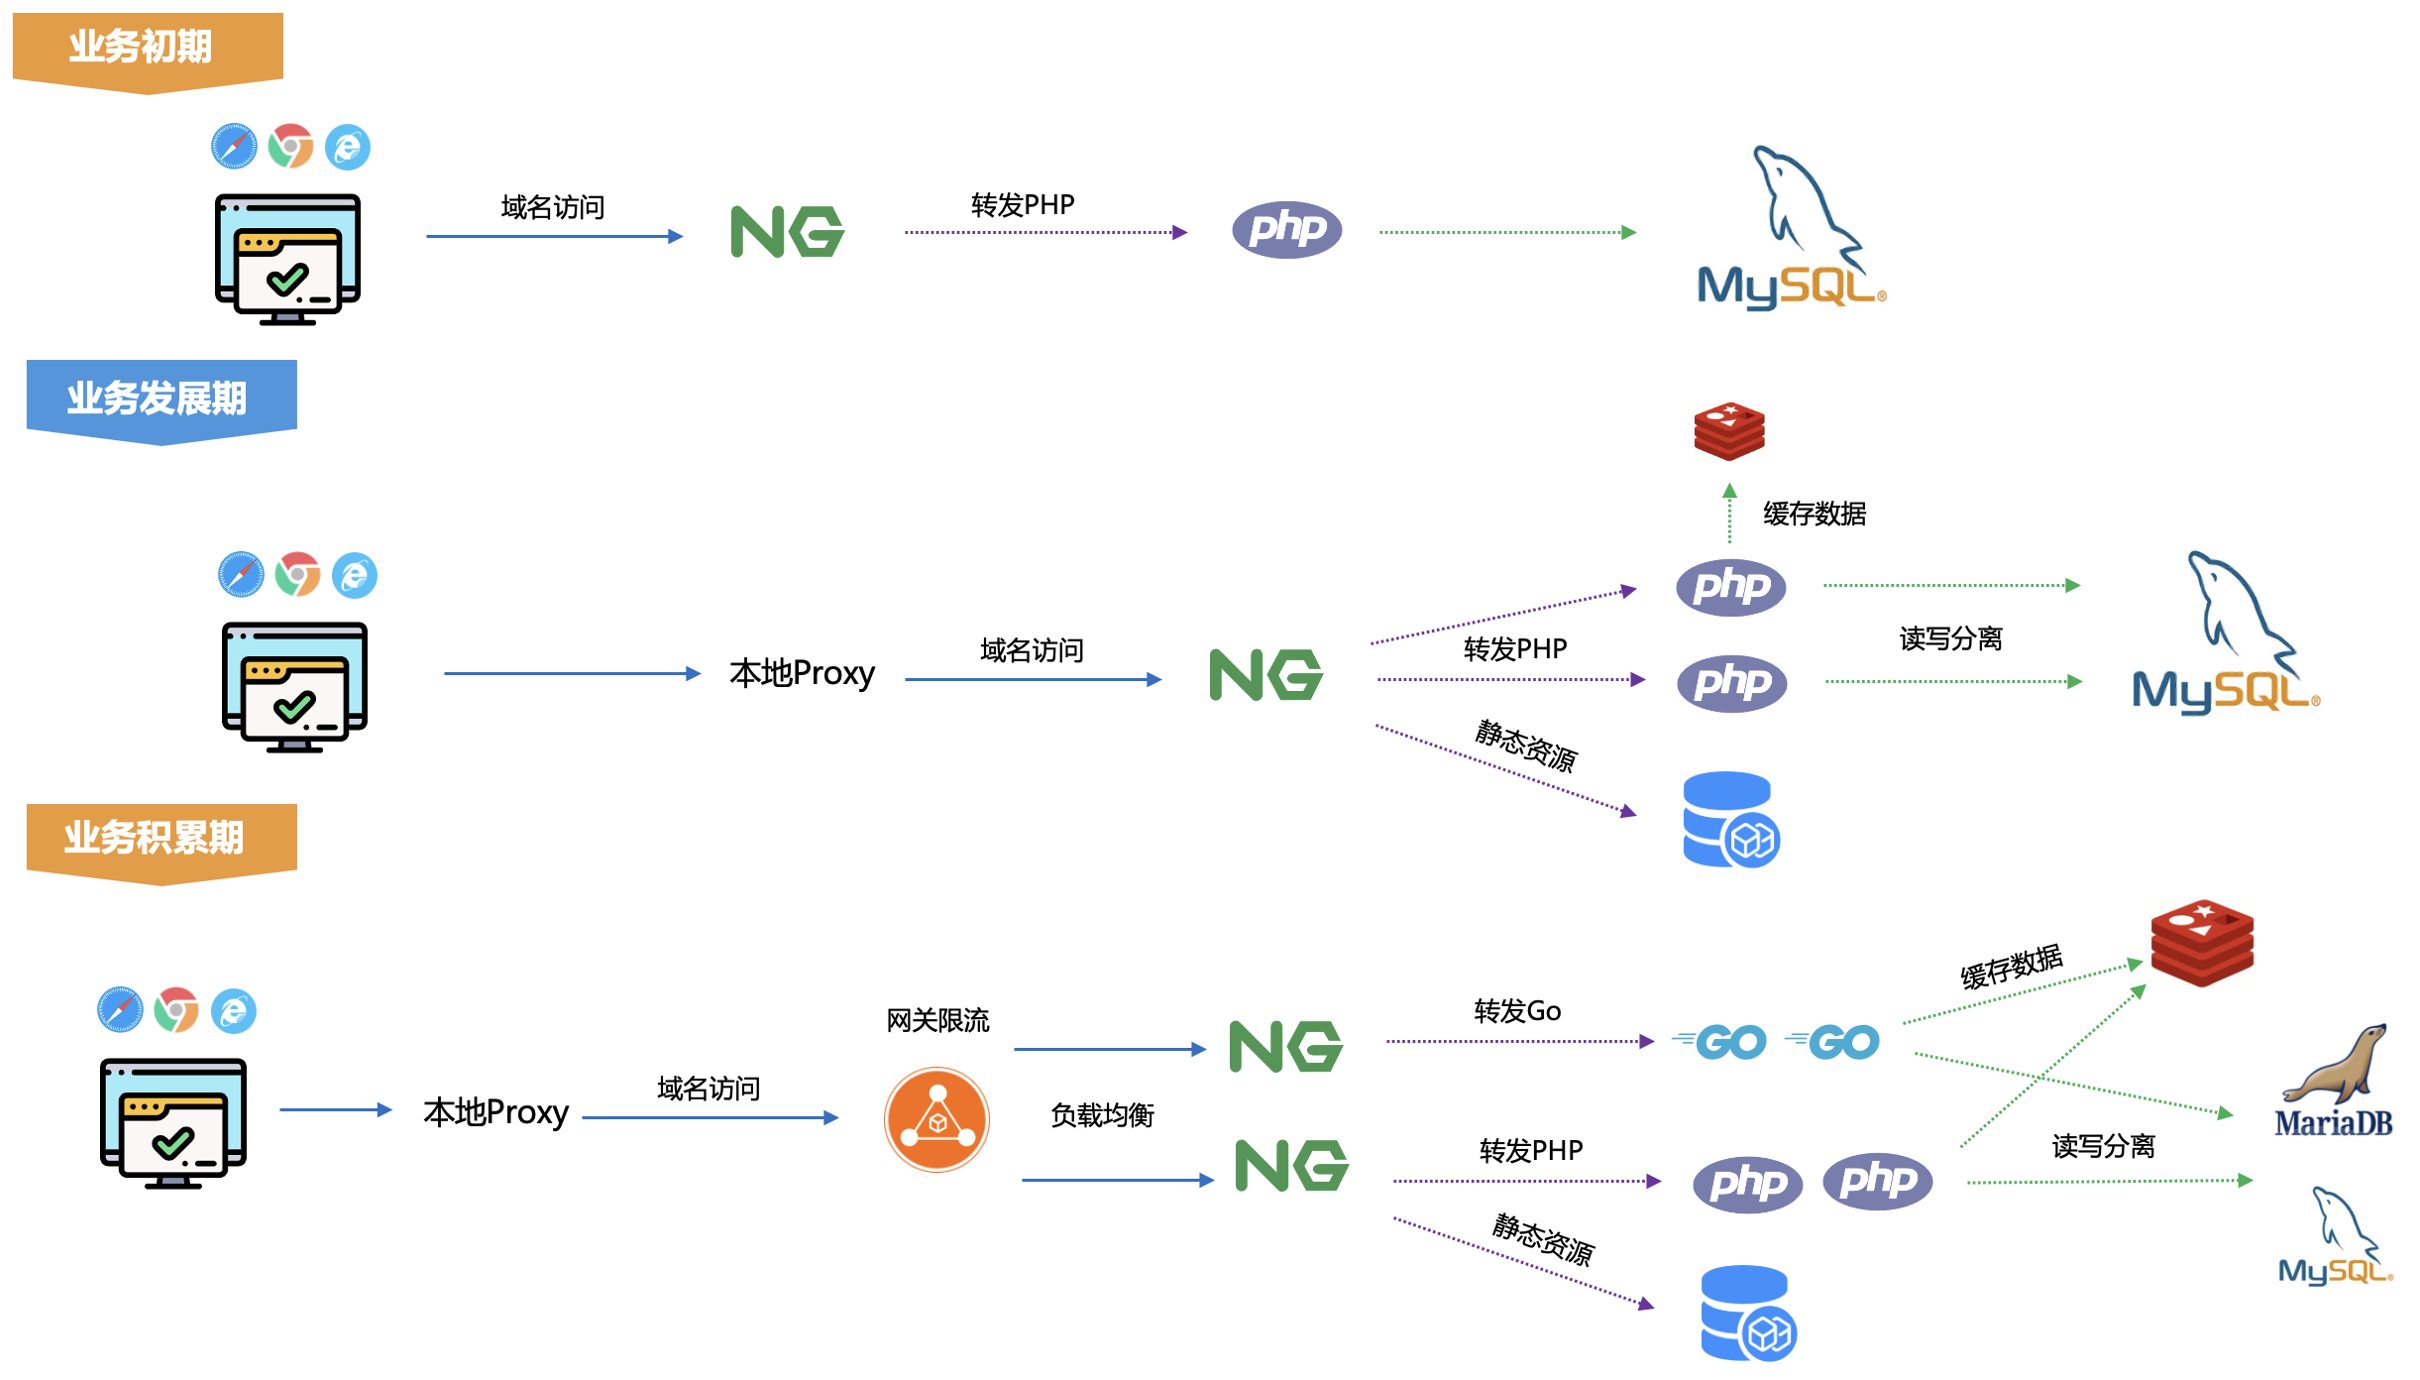 业务初期
域名访问
NG
转发PHP
php
MySQL®
业务发展期
缓存数据
php
本地Proxy
域名访问
NG
转发PHP
php
读写分离
MySQL®
静态资源
业务积累期
本地Proxy
域名访问
网关限流
负载均衡
NG
转发Go
GO
GO
缓存数据
MariaDB
NG
转发PHP
php
php
读写分离
MySQL®
静态资源